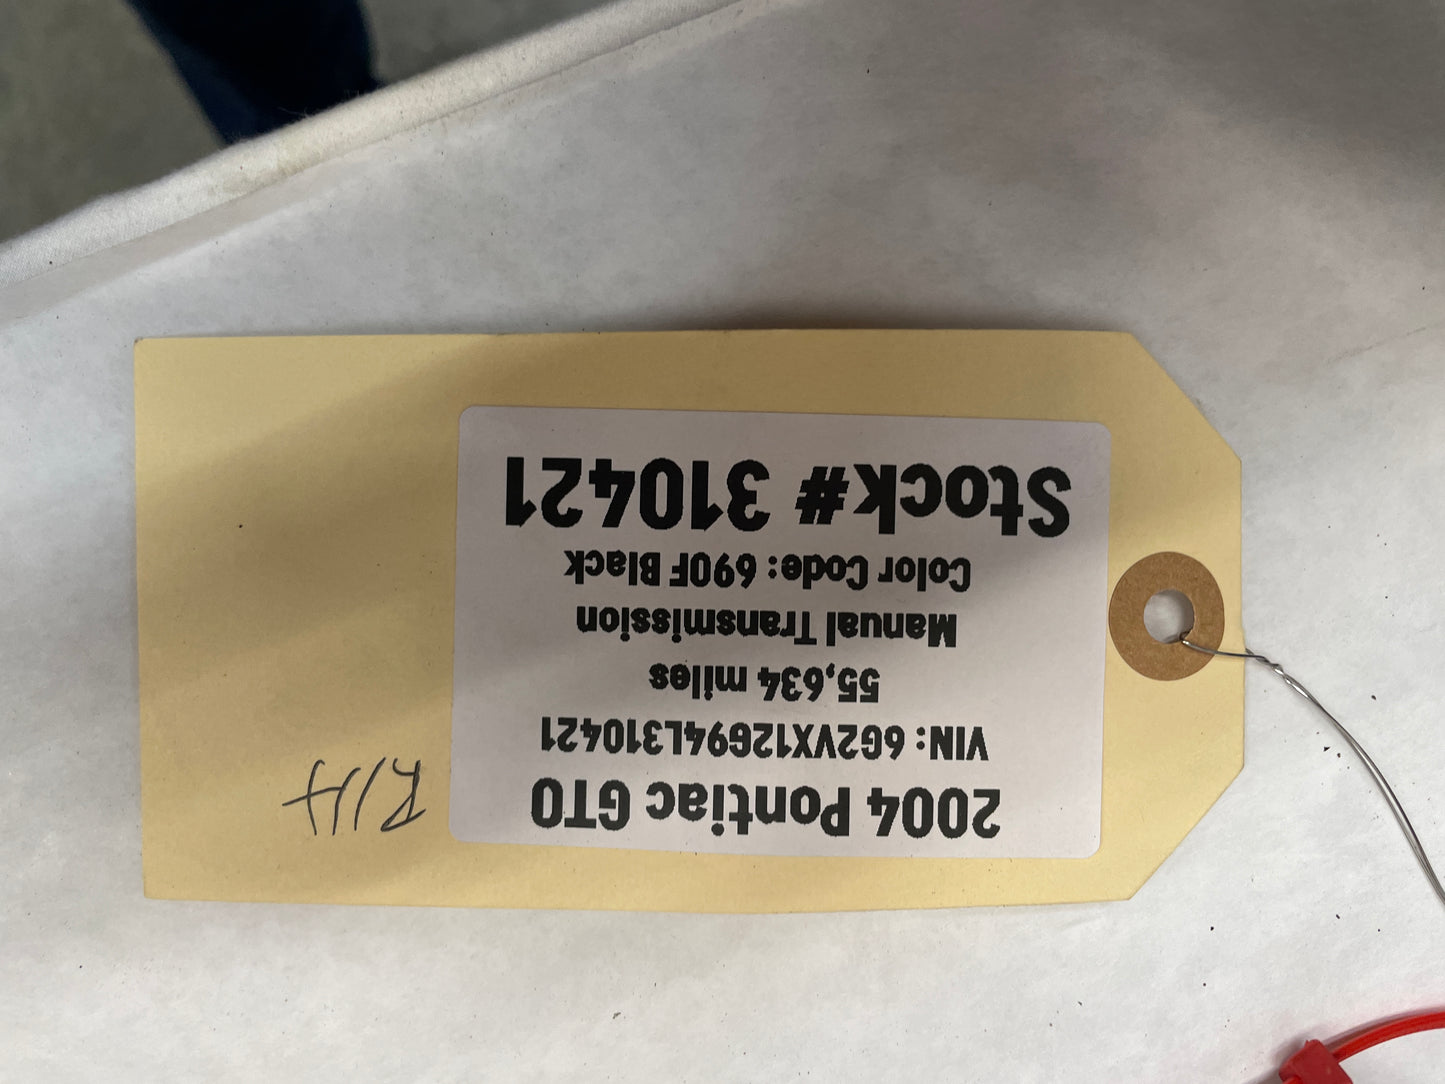 2004 Pontiac GTO
VIN: 6G2VX12G94L310421
55,634 miles
Manual Transmission
Color Code: 690F Black
Stock# 310421
R/H